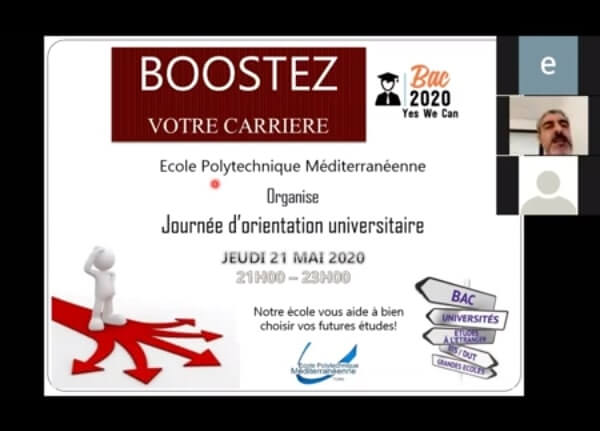 BOOSTEZ
VOTRE CARRIERE
Bac
2020
Yes We Can
e
Ecole Polytechnique Méditerranéenne
Organise
Journée d'orientation universitaire
JEUDI 21 MAI 2020
21H00 – 23H00
Notre école vous aide à bien
choisir vos futures études!
Ecole Polytechnique
Méditerranéenne
BAC
UNIVERSITÉS
ÉTUDES
À L'ÉTRANGER
/ DUT
GRANDES ECOLES